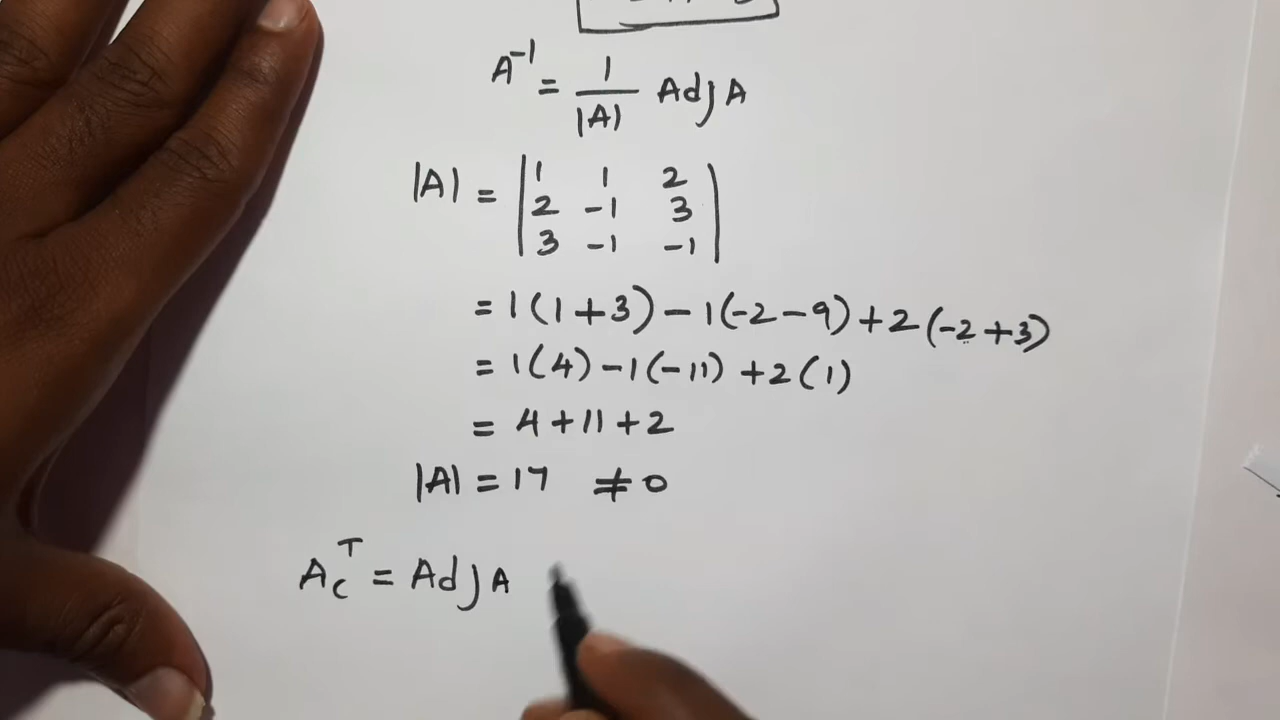 A⁻¹ = 1/|A| Adj A
|A| = | 1 1 2 |
| 2 -1 3 |
| 3 -1 -1 |
= 1(1+3) - 1(-2-9) + 2(-2+3)
= 1(4) - 1(-11) + 2(1)
= 4 + 11 + 2
|A| = 17 ≠ 0
A_C^T = Adj A